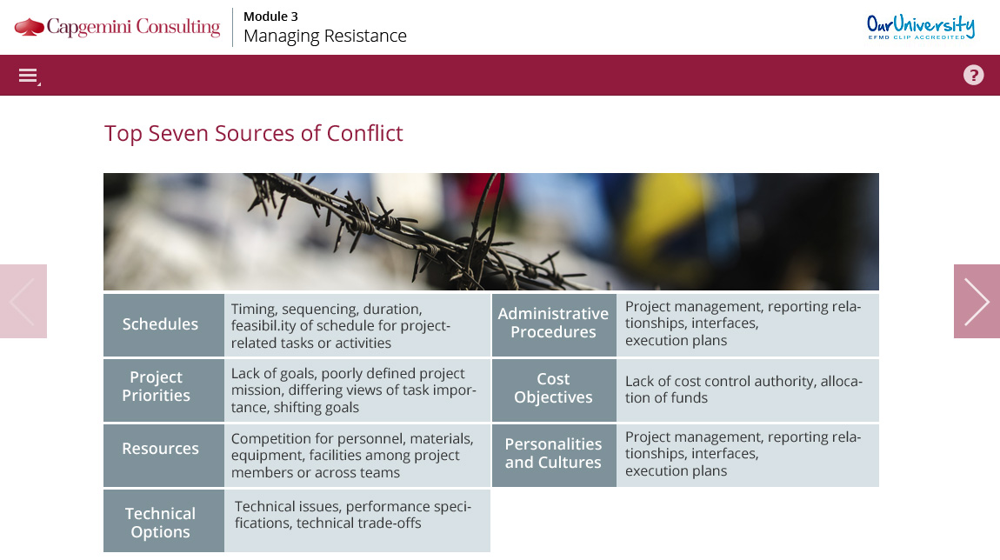 Capgemini Consulting
Module 3
Managing Resistance
OurUniversity
EFMD CLIP ACCREDITED
?
Top Seven Sources of Conflict
Schedules
Timing, sequencing, duration,
feasibil.ity of schedule for project-
related tasks or activities
Administrative
Procedures
Project management, reporting rela-
tionships, interfaces,
execution plans
Project
Priorities
Lack of goals, poorly defined project
mission, differing views of task impor-
tance, shifting goals
Cost
Objectives
Lack of cost control authority, alloca-
tion of funds
Resources
Competition for personnel, materials,
equipment, facilities among project
members or across teams
Personalities
and Cultures
Project management, reporting rela-
tionships, interfaces,
execution plans
Technical
Options
Technical issues, performance speci-
fications, technical trade-offs